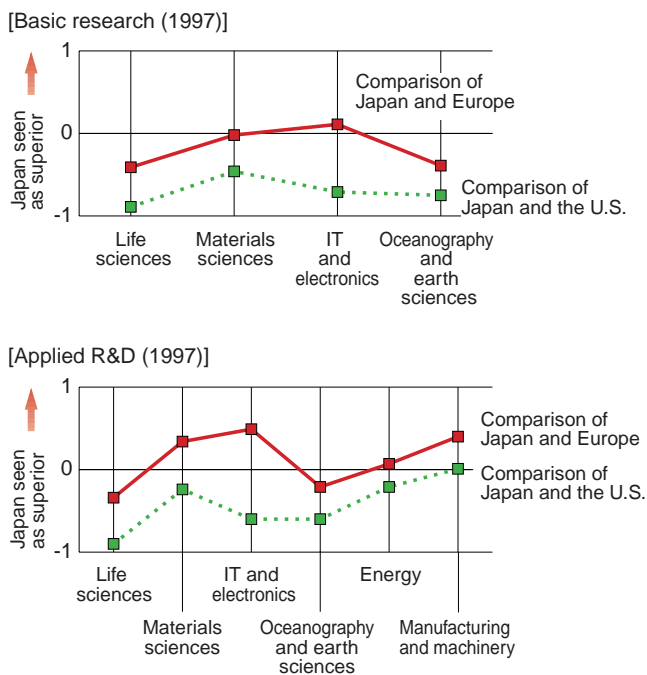 [Basic research (1997)]
1
0
-1
Japan seen
as superior
Comparison of
Japan and Europe
Comparison of
Japan and the U.S.
Life
sciences
Materials
sciences
IT
and
electronics
Oceanography
and
earth
sciences
[Applied R&D (1997)]
1
0
-1
Japan seen
as superior
Comparison of
Japan and Europe
Comparison of
Japan and the U.S.
Life
sciences
IT and
electronics
Energy
Materials
sciences
Oceanography
and earth
sciences
Manufacturing
and machinery